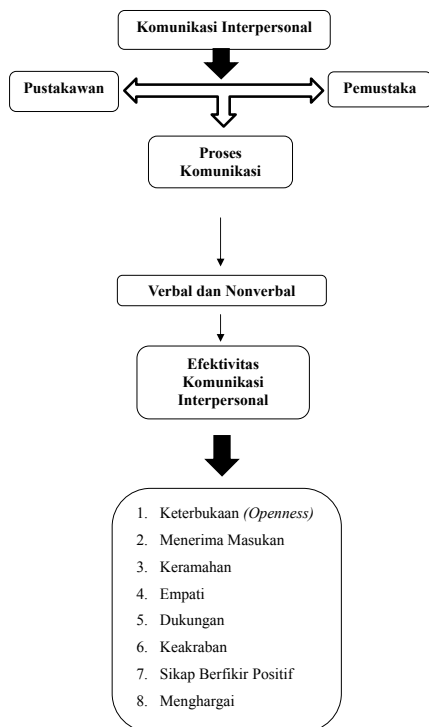 Komunikasi Interpersonal
Pustakawan
Pemustaka
Proses
Komunikasi
Verbal dan Nonverbal
Efektivitas
Komunikasi
Interpersonal
1. Keterbukaan (Openness)
2. Menerima Masukan
3. Keramahan
4. Empati
5. Dukungan
6. Keakraban
7. Sikap Berfikir Positif
8. Menghargai